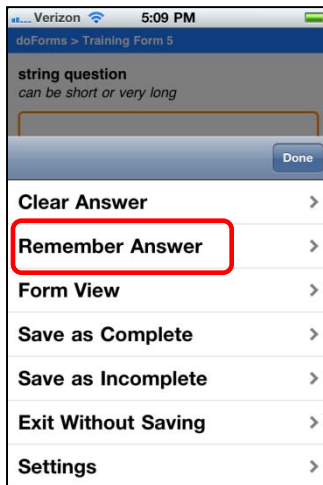 Verizon 5:09 PM
doForms > Training Form 5
string question
can be short or very long
Done
Clear Answer
Remember Answer
Form View
Save as Complete
Save as Incomplete
Exit Without Saving
Settings